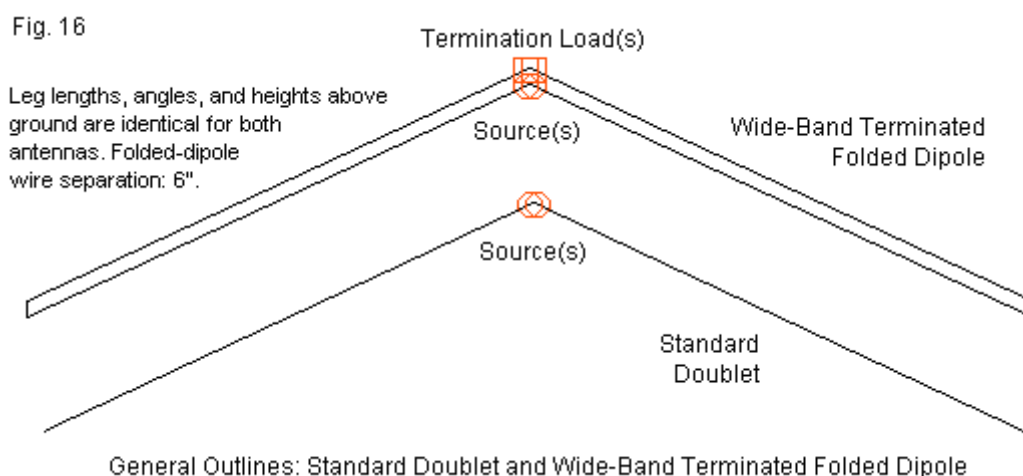 Fig. 16
Termination Load(s)
Leg lengths, angles, and heights above
ground are identical for both
antennas. Folded-dipole
wire separation: 6".
Source(s)
Wide-Band Terminated
Folded Dipole
Source(s)
Standard
Doublet
General Outlines: Standard Doublet and Wide-Band Terminated Folded Dipole